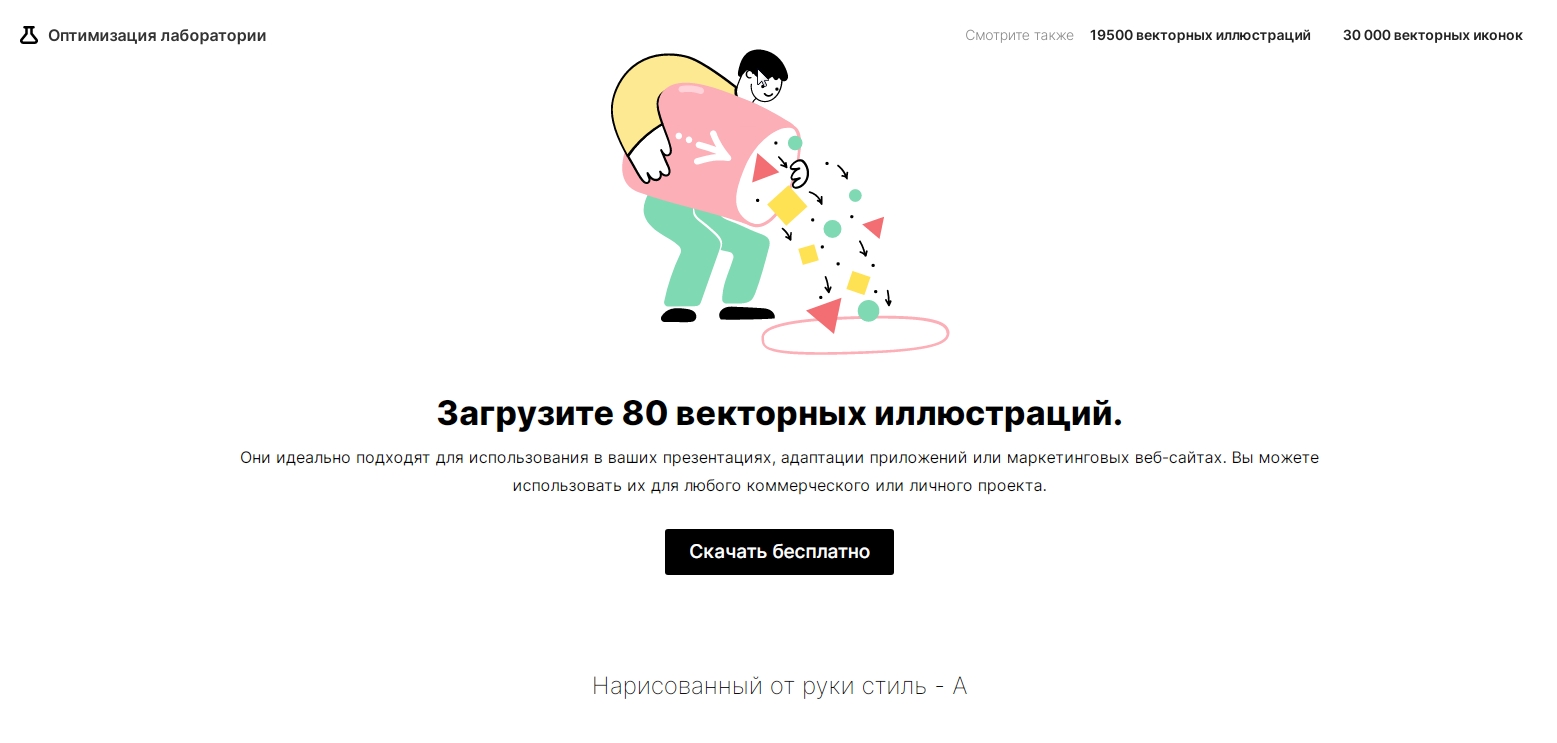 Оптимизация лаборатории
Смотрите также 19500 векторных иллюстраций 30 000 векторных иконок
Загрузите 80 векторных иллюстраций.
Они идеально подходят для использования в ваших презентациях, адаптации приложений или маркетинговых веб-сайтах. Вы можете
использовать их для любого коммерческого или личного проекта.
Скачать бесплатно
Нарисованный от руки стиль - А